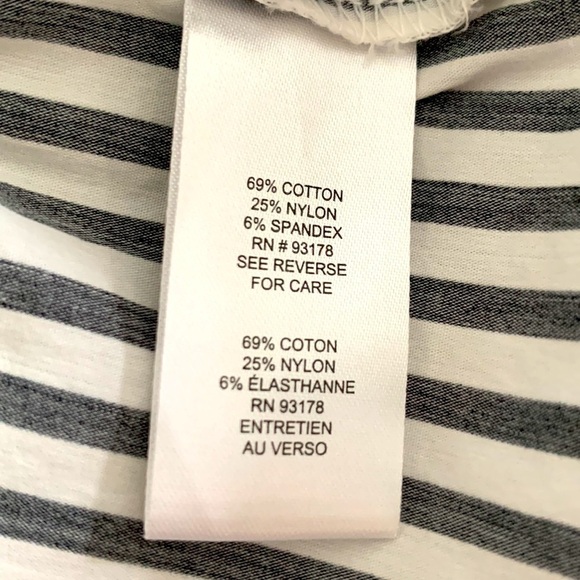 69% COTTON
25% NYLON
6% SPANDEX
RN # 93178
SEE REVERSE
FOR CARE
69% COTON
25% NYLON
6% ÉLASTHANNE
RN 93178
ENTRETIEN
AU VERSO